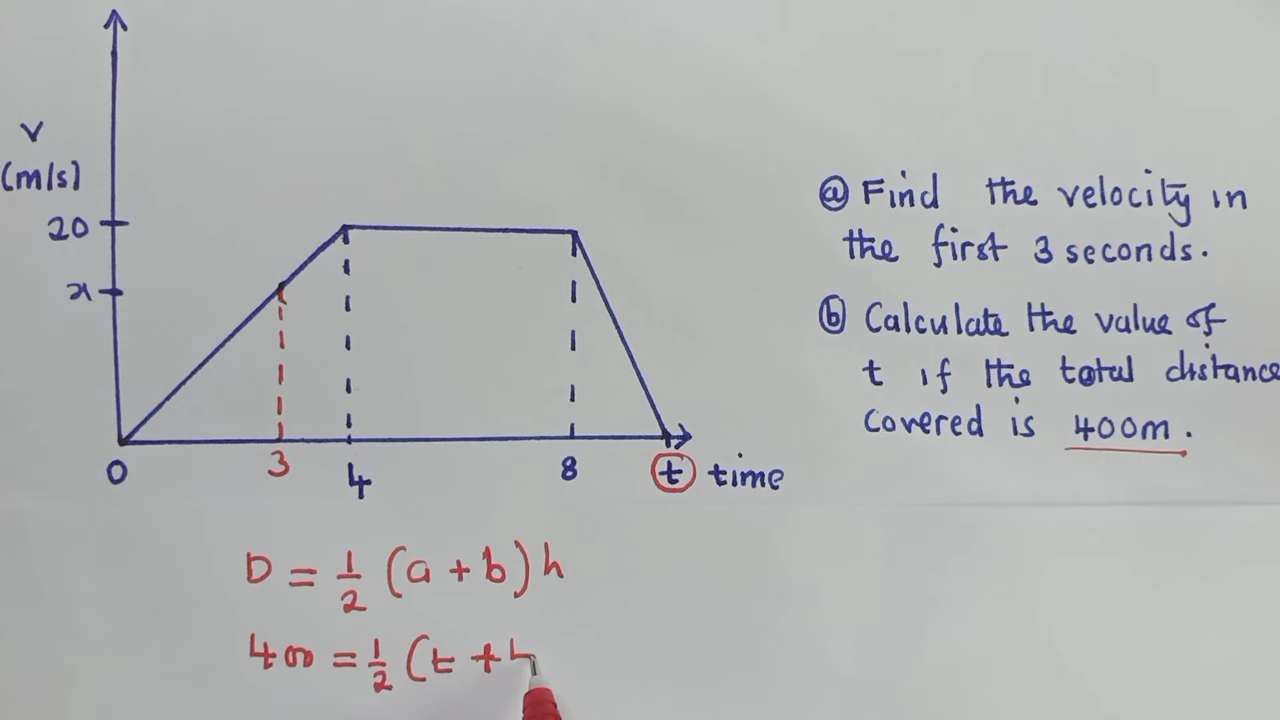 v
(m/s)
20
x
0
3
4
8
t time
ⓐ Find the velocity in
the first 3 seconds.
ⓑ Calculate the value of
t if the total distance
covered is 400m.
D = 1/2 (a + b) h
400 = 1/2 (t + 4